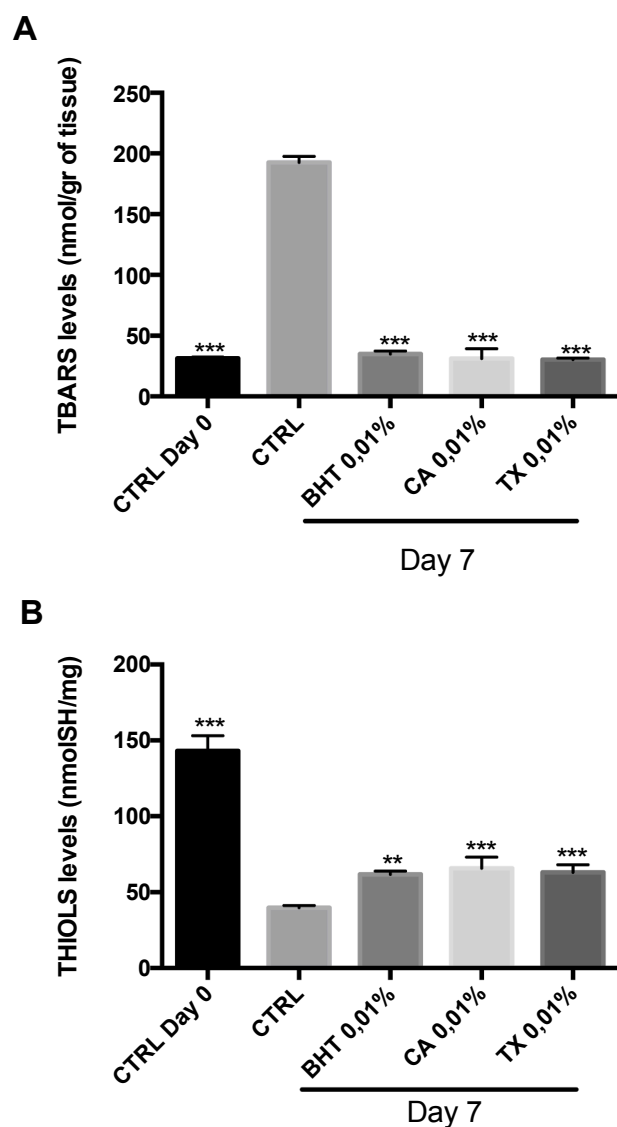 A
TBARS levels (nmol/gr of tissue)
250
200
150
100
50
0
***
***
***
***
CTRL Day 0
CTRL
BHT 0,01%
CA 0,01%
TX 0,01%
Day 7
B
THIOLS levels (nmolSH/mg)
200
150
100
50
0
***
**
***
***
CTRL Day 0
CTRL
BHT 0,01%
CA 0,01%
TX 0,01%
Day 7